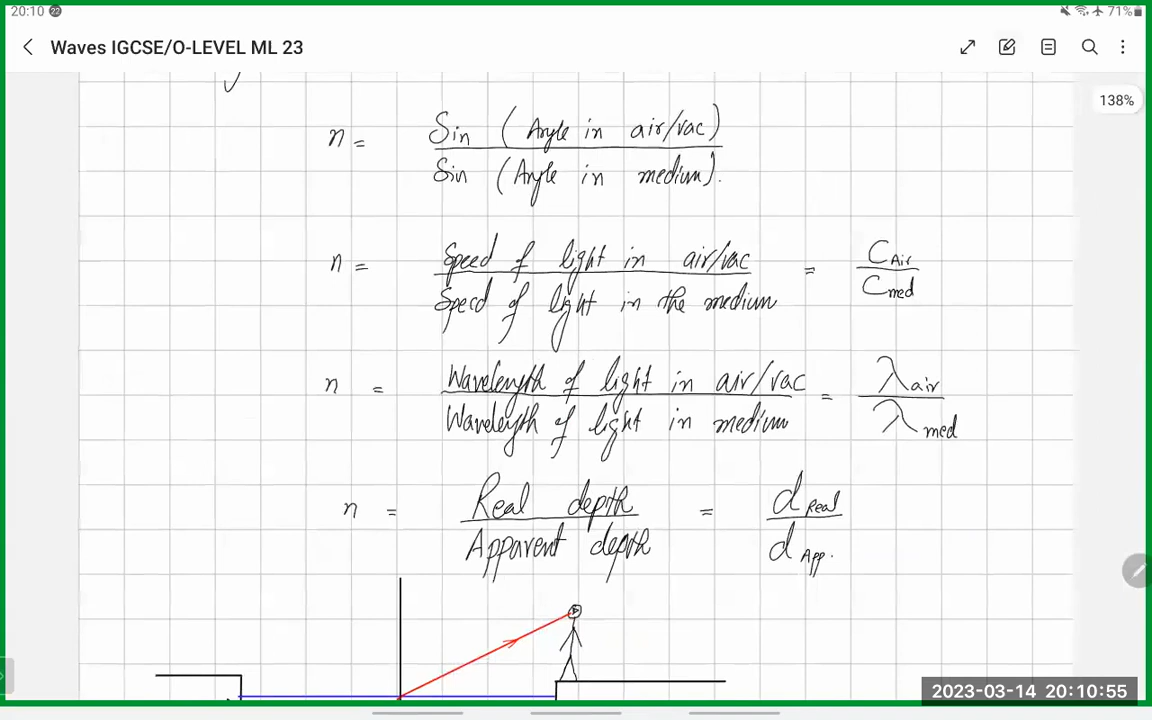 20:10 22 71%
Waves IGCSE/O-LEVEL ML 23
138%
n = Sin (Angle in air/vac)
Sin (Angle in medium).
n = Speed of light in air/vac = C Air
Speed of light in the medium C med
n = Wavelength of light in air/vac = λ air
Wavelength of light in medium λ med
n = Real depth = d Real
Apparent depth d App.
2023-03-14 20:10:55